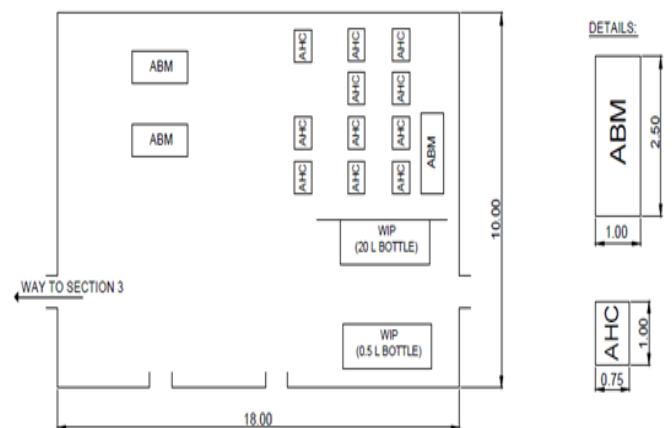 DETAILS:
ABM
ABM
AHC
AHC
AHC
AHC
AHC
AHC
AHC
AHC
AHC
AHC
AHC
ABM
WIP
(20 L BOTTLE)
WAY TO SECTION 3
WIP
(0.5 L BOTTLE)
10.00
18.00
ABM
2.50
1.00
AHC
1.00
0.75